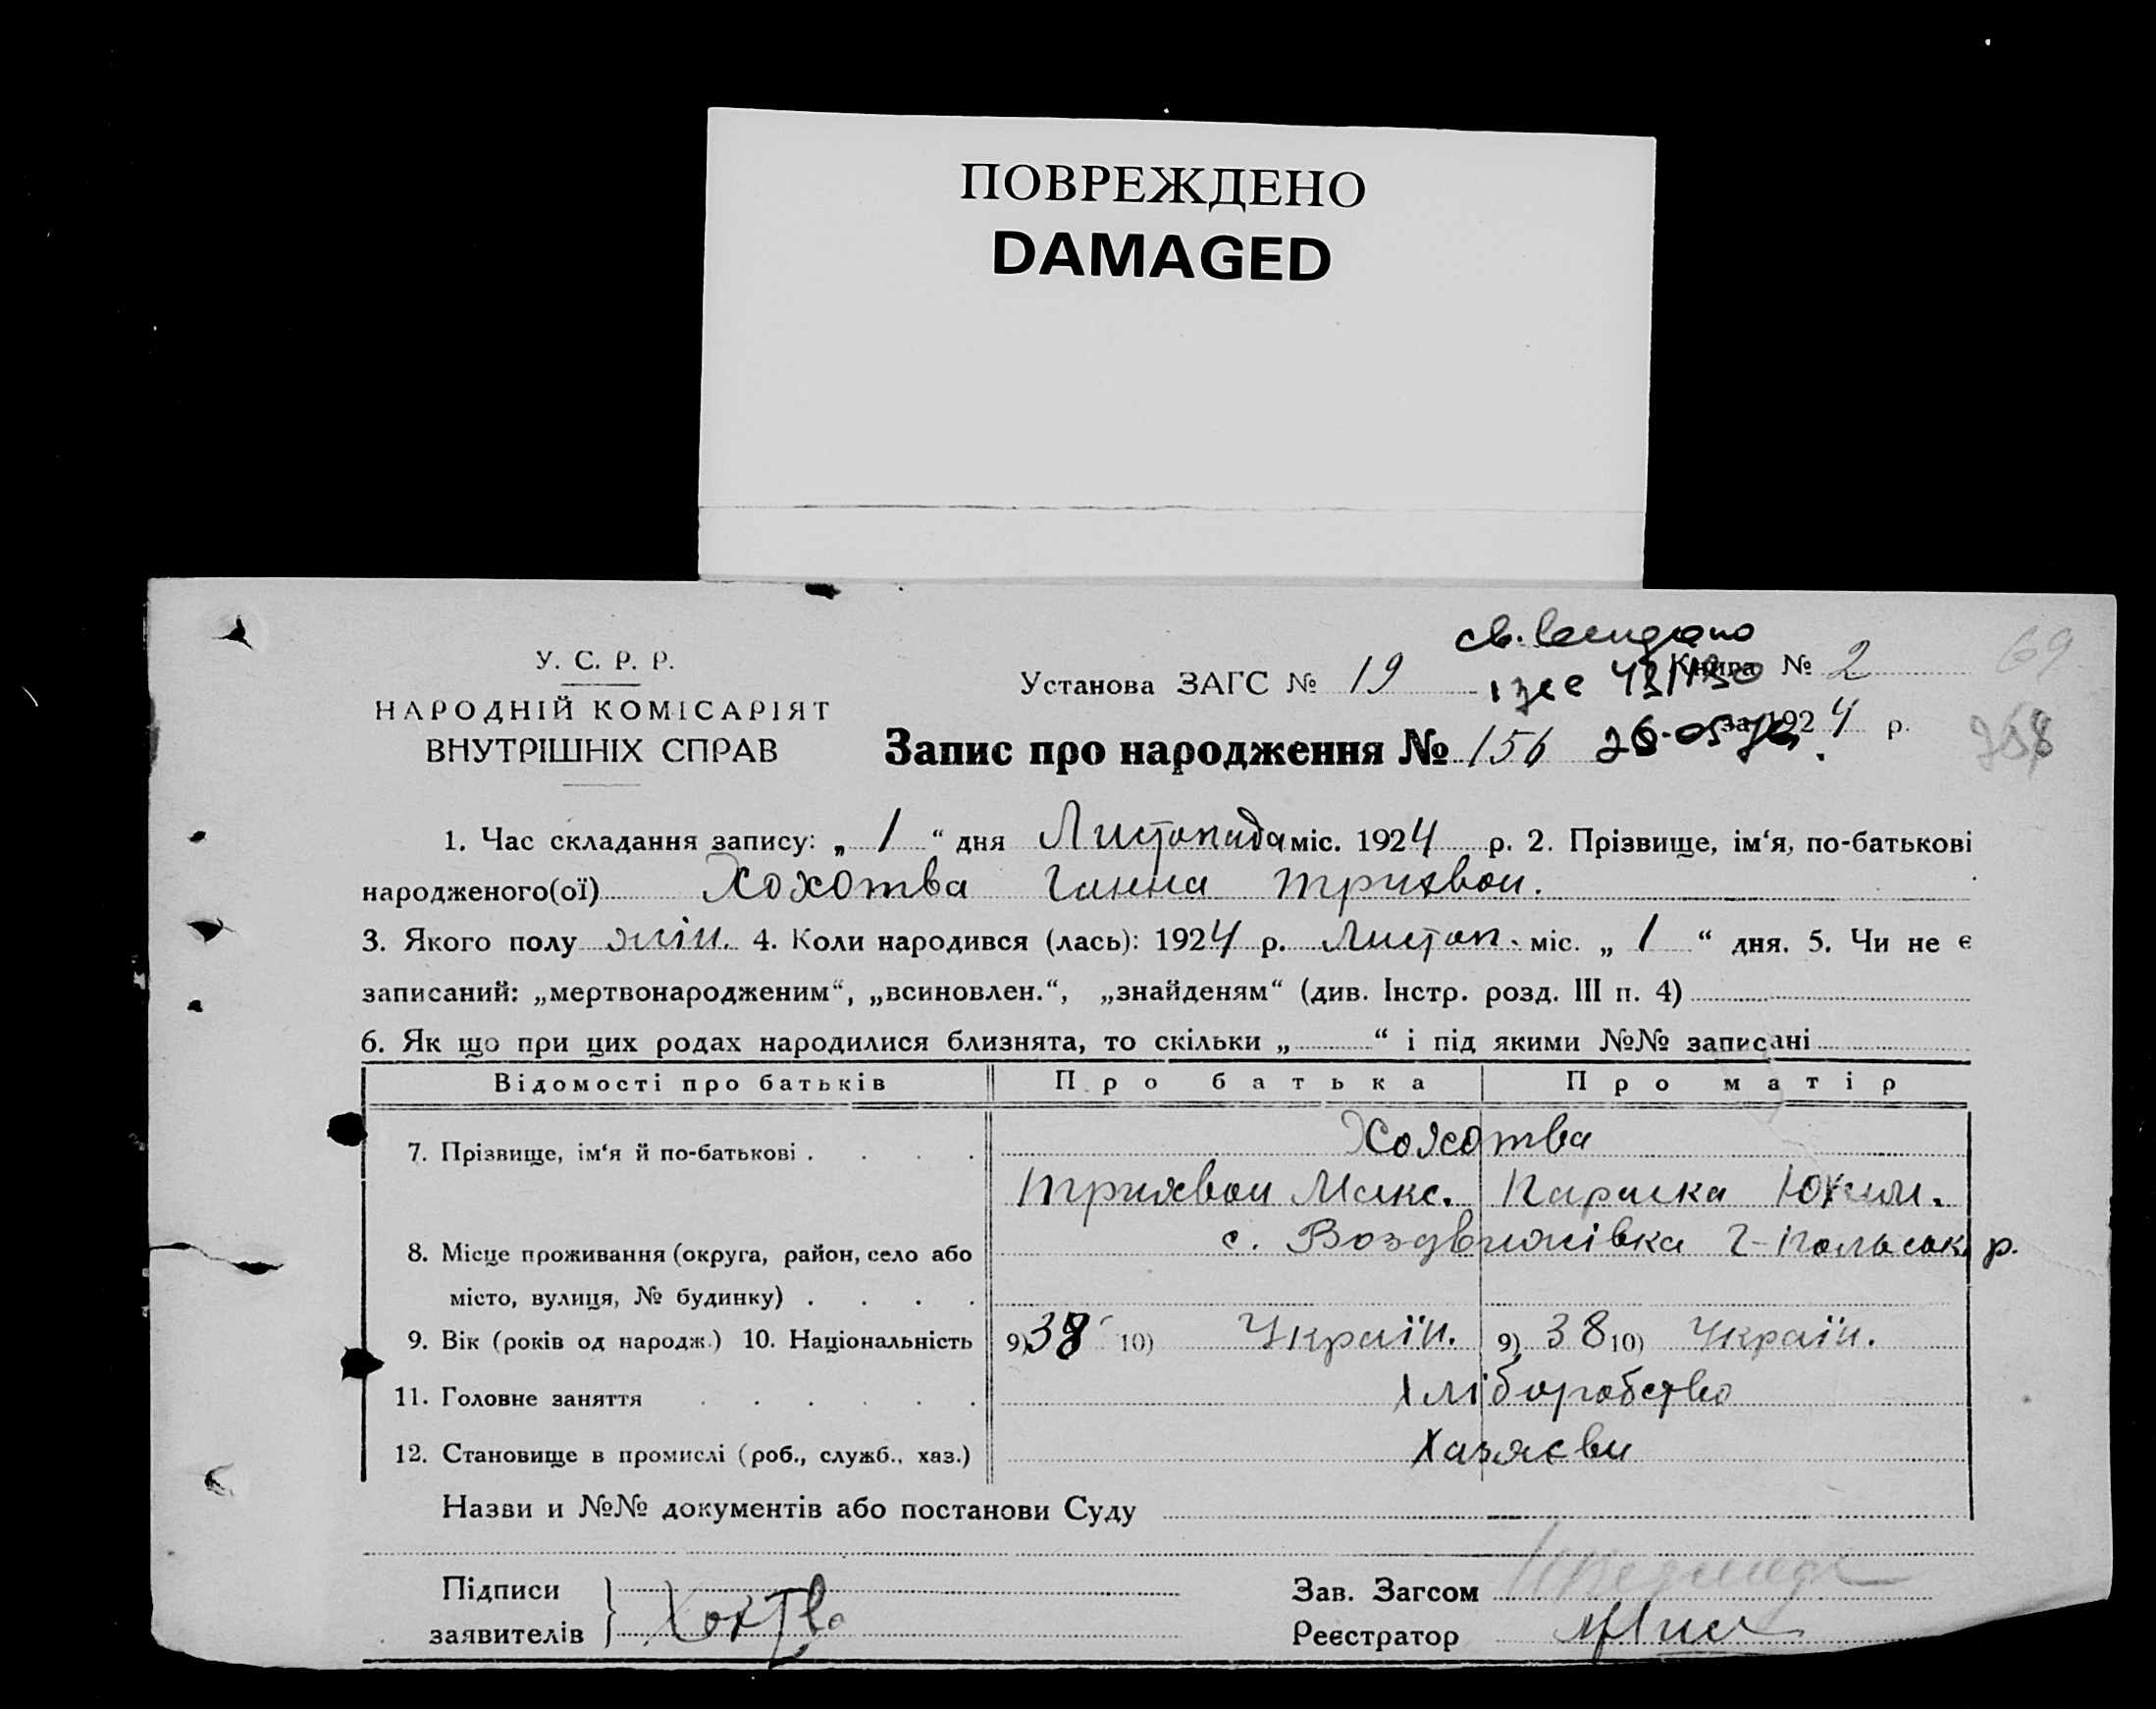 ПОВРЕЖДЕНО
DAMAGED
69
У. С. Р. Р.
НАРОДНІЙ КОМІСАРІЯТ
ВНУТРІШНІХ СПРАВ
Установа ЗАГС № 19
Книга № 2
за 1924 р.
Запис про народження № 156
1. Час складання запису: „ 1 “ дня Листопада міс. 1924 р. 2. Прізвище, ім‘я, по-батькові
народженого(ої) Хохотва Ганна Трихвон.
3. Якого полу жін. 4. Коли народився (лась): 1924 р. Листоп. міс. „ 1 “ дня. 5. Чи не є
записаний: „мертвонародженим“, „всиновлен.“, „знайденям“ (див. Інстр. розд. III п. 4)
6. Як що при цих родах народилися близнята, то скільки „ “ і під якими №№ записані
Відомості про батьків Про батька Про матір
7. Прізвище, ім‘я й по-батькові . . . . Хохотва
Трихвон Макс. Параска Юхим.
8. Місце проживання (округа, район, село або с. Воздвижівка Г-Польськ р.
місто, вулиця, № будинку) . . . .
9. Вік (років од народж.) 10. Національність 9) 38 10) Україн. 9) 38 10) Україн.
11. Головне заняття . . . . . . Хліборобство
12. Становище в промислі (роб., служб., хаз.) Хазяєви
Назви и №№ документів або постанови Суду
Підписи
заявителів
Зав. Загсом
Реєстратор